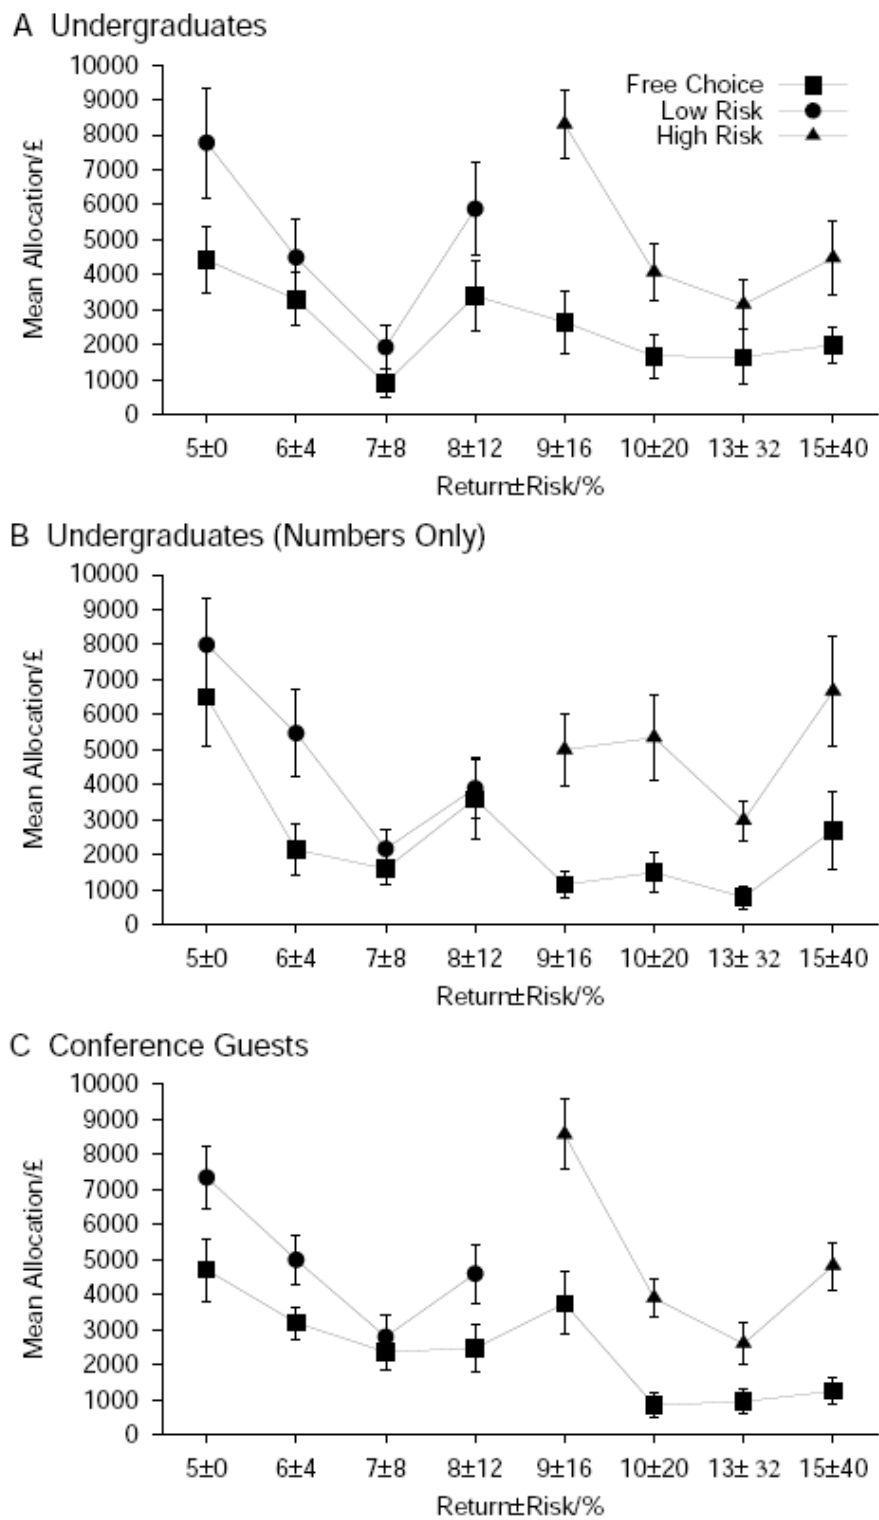 A Undergraduates
10000
9000
8000
7000
6000
5000
4000
3000
2000
1000
0
Mean Allocation/£
Free Choice
Low Risk
High Risk
5±0 6±4 7±8 8±12 9±16 10±20 13± 32 15±40
Return±Risk/%
B Undergraduates (Numbers Only)
10000
9000
8000
7000
6000
5000
4000
3000
2000
1000
0
Mean Allocation/£
5±0 6±4 7±8 8±12 9±16 10±20 13± 32 15±40
Return±Risk/%
C Conference Guests
10000
9000
8000
7000
6000
5000
4000
3000
2000
1000
0
Mean Allocation/£
5±0 6±4 7±8 8±12 9±16 10±20 13± 32 15±40
Return±Risk/%